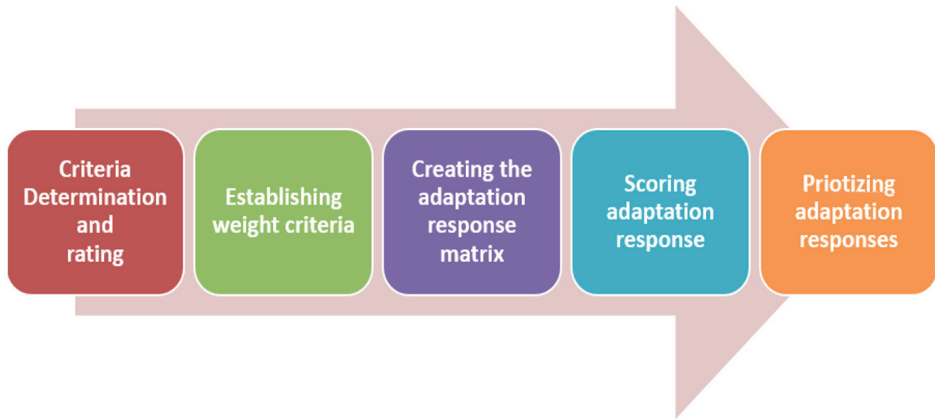 Criteria
Determination
and
rating
Establishing
weight criteria
Creating the
adaptation
response
matrix
Scoring
adaptation
response
Priotizing
adaptation
responses